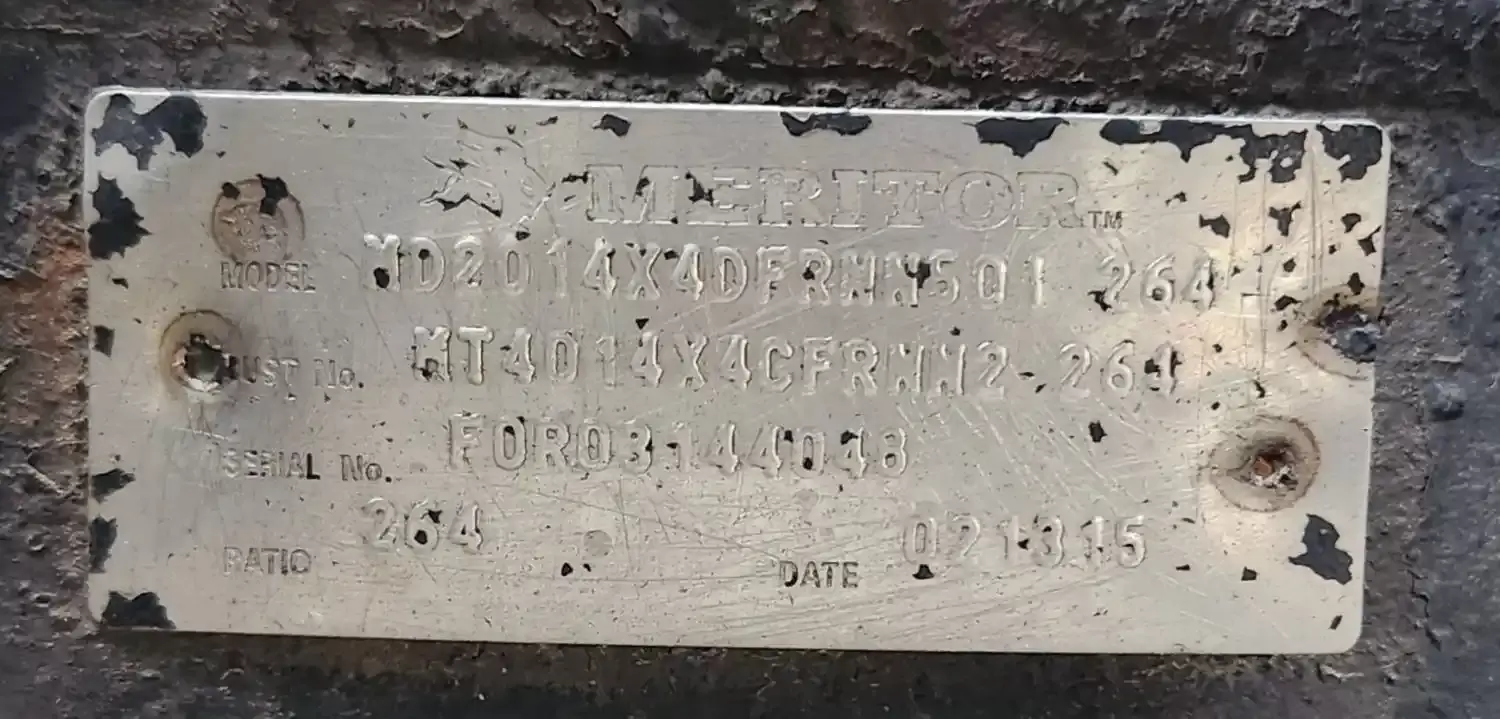 MERITOR™
MODEL MD2014X4DFRNN501 264
CUST No. MT4014X4CFRNN2 264
SERIAL No. FOR03144048
RATIO 264 DATE 021315